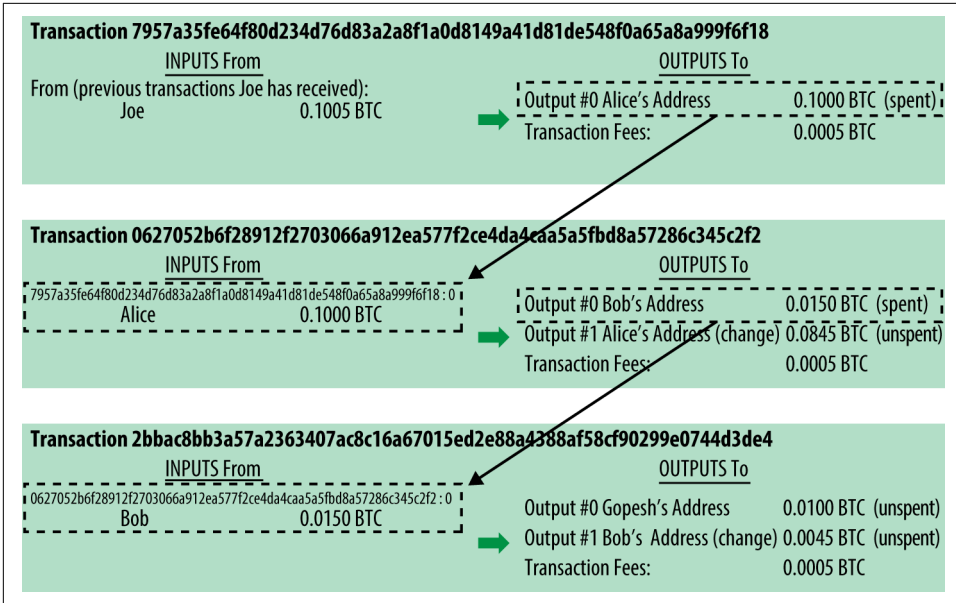 Transaction 7957a35fe64f80d234d76d83a2a8f1a0d8149a41d81de548f0a65a8a999f6f18
INPUTS From
OUTPUTS To
From (previous transactions Joe has received):
Joe 0.1005 BTC
Output #0 Alice's Address 0.1000 BTC (spent)
Transaction Fees: 0.0005 BTC
Transaction 0627052b6f28912f2703066a912ea577f2ce4da4caa5a5fbd8a57286c345c2f2
INPUTS From
OUTPUTS To
7957a35fe64f80d234d76d83a2a8f1a0d8149a41d81de548f0a65a8a999f6f18 : 0
Alice 0.1000 BTC
Output #0 Bob's Address 0.0150 BTC (spent)
Output #1 Alice's Address (change) 0.0845 BTC (unspent)
Transaction Fees: 0.0005 BTC
Transaction 2bbac8bb3a57a2363407ac8c16a67015ed2e88a4388af58cf90299e0744d3de4
INPUTS From
OUTPUTS To
0627052b6f28912f2703066a912ea577f2ce4da4caa5a5fbd8a57286c345c2f2 : 0
Bob 0.0150 BTC
Output #0 Gopesh's Address 0.0100 BTC (unspent)
Output #1 Bob's Address (change) 0.0045 BTC (unspent)
Transaction Fees: 0.0005 BTC